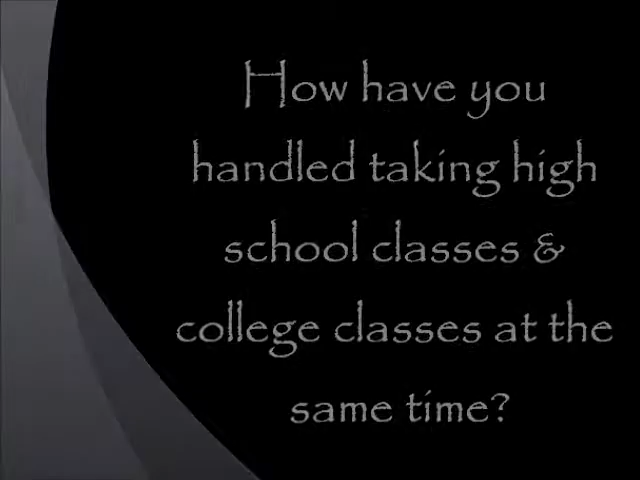 How have you
handled taking high
school classes &
college classes at the
same time?